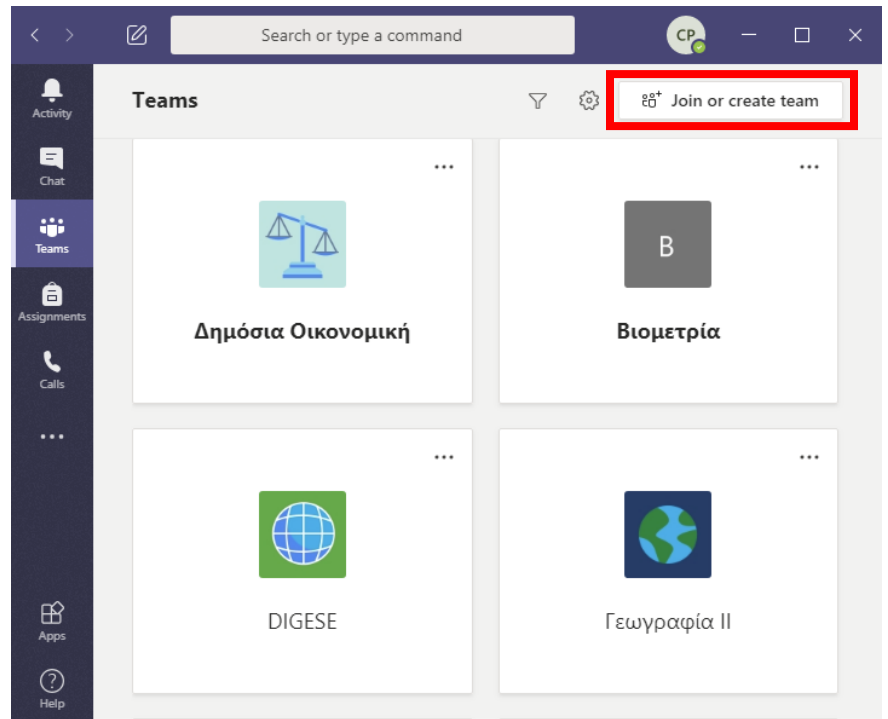 Search or type a command
CP
Activity
Chat
Teams
Assignments
Calls
Apps
Help
Teams
Join or create team
Δημόσια Οικονομική
B
Βιομετρία
DIGESE
Γεωγραφία II